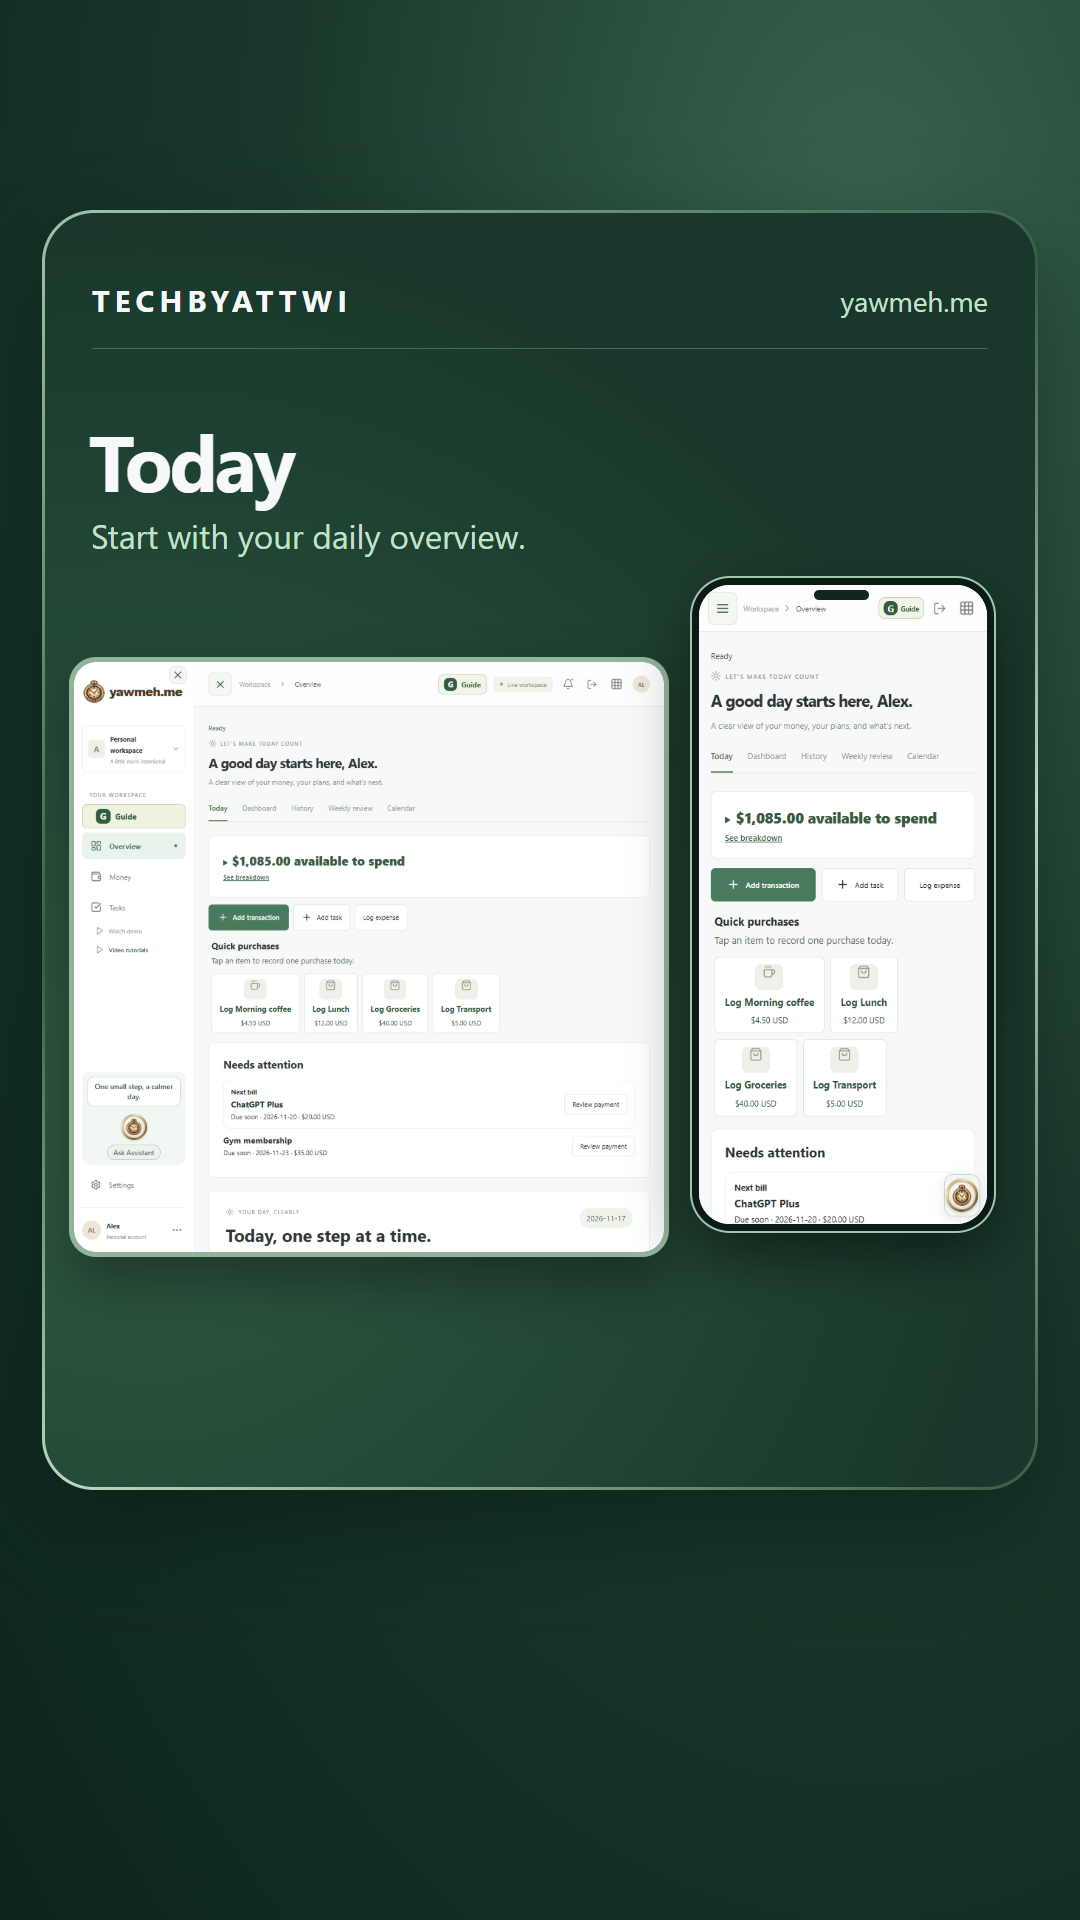 TECHBYATTWI
yawmeh.me
Today
Start with your daily overview.
yawmeh.me
A
Personal workspace
A little more intentional
YOUR WORKSPACE
G Guide
Overview
Money
Tasks
Watch demo
Video tutorials
One small step, a calmer
day.
Ask Assistant
Settings
AL
Alex
Personal account
Workspace > Overview
G Guide
Live workspace
AL
Ready
LET'S MAKE TODAY COUNT
A good day starts here, Alex.
A clear view of your money, your plans, and what's next.
Today Dashboard History Weekly review Calendar
$1,085.00 available to spend
See breakdown
+ Add transaction + Add task Log expense
Quick purchases
Tap an item to record one purchase today.
Log Morning coffee Log Lunch Log Groceries Log Transport
$4.50 USD $12.00 USD $40.00 USD $5.00 USD
Needs attention
Next bill
ChatGPT Plus
Due soon · 2026-11-20 · $20.00 USD
Review payment
Gym membership
Due soon · 2026-11-23 · $35.00 USD
Review payment
YOUR DAY, CLEARLY
2026-11-17
Today, one step at a time.
Workspace > Overview
G Guide
Ready
LET'S MAKE TODAY COUNT
A good day starts here, Alex.
A clear view of your money, your plans, and what's next.
Today Dashboard History Weekly review Calendar
$1,085.00 available to spend
See breakdown
+ Add transaction + Add task Log expense
Quick purchases
Tap an item to record one purchase today.
Log Morning coffee Log Lunch
$4.50 USD $12.00 USD
Log Groceries Log Transport
$40.00 USD $5.00 USD
Needs attention
Next bill
ChatGPT Plus
Due soon · 2026-11-20 · $20.00 USD